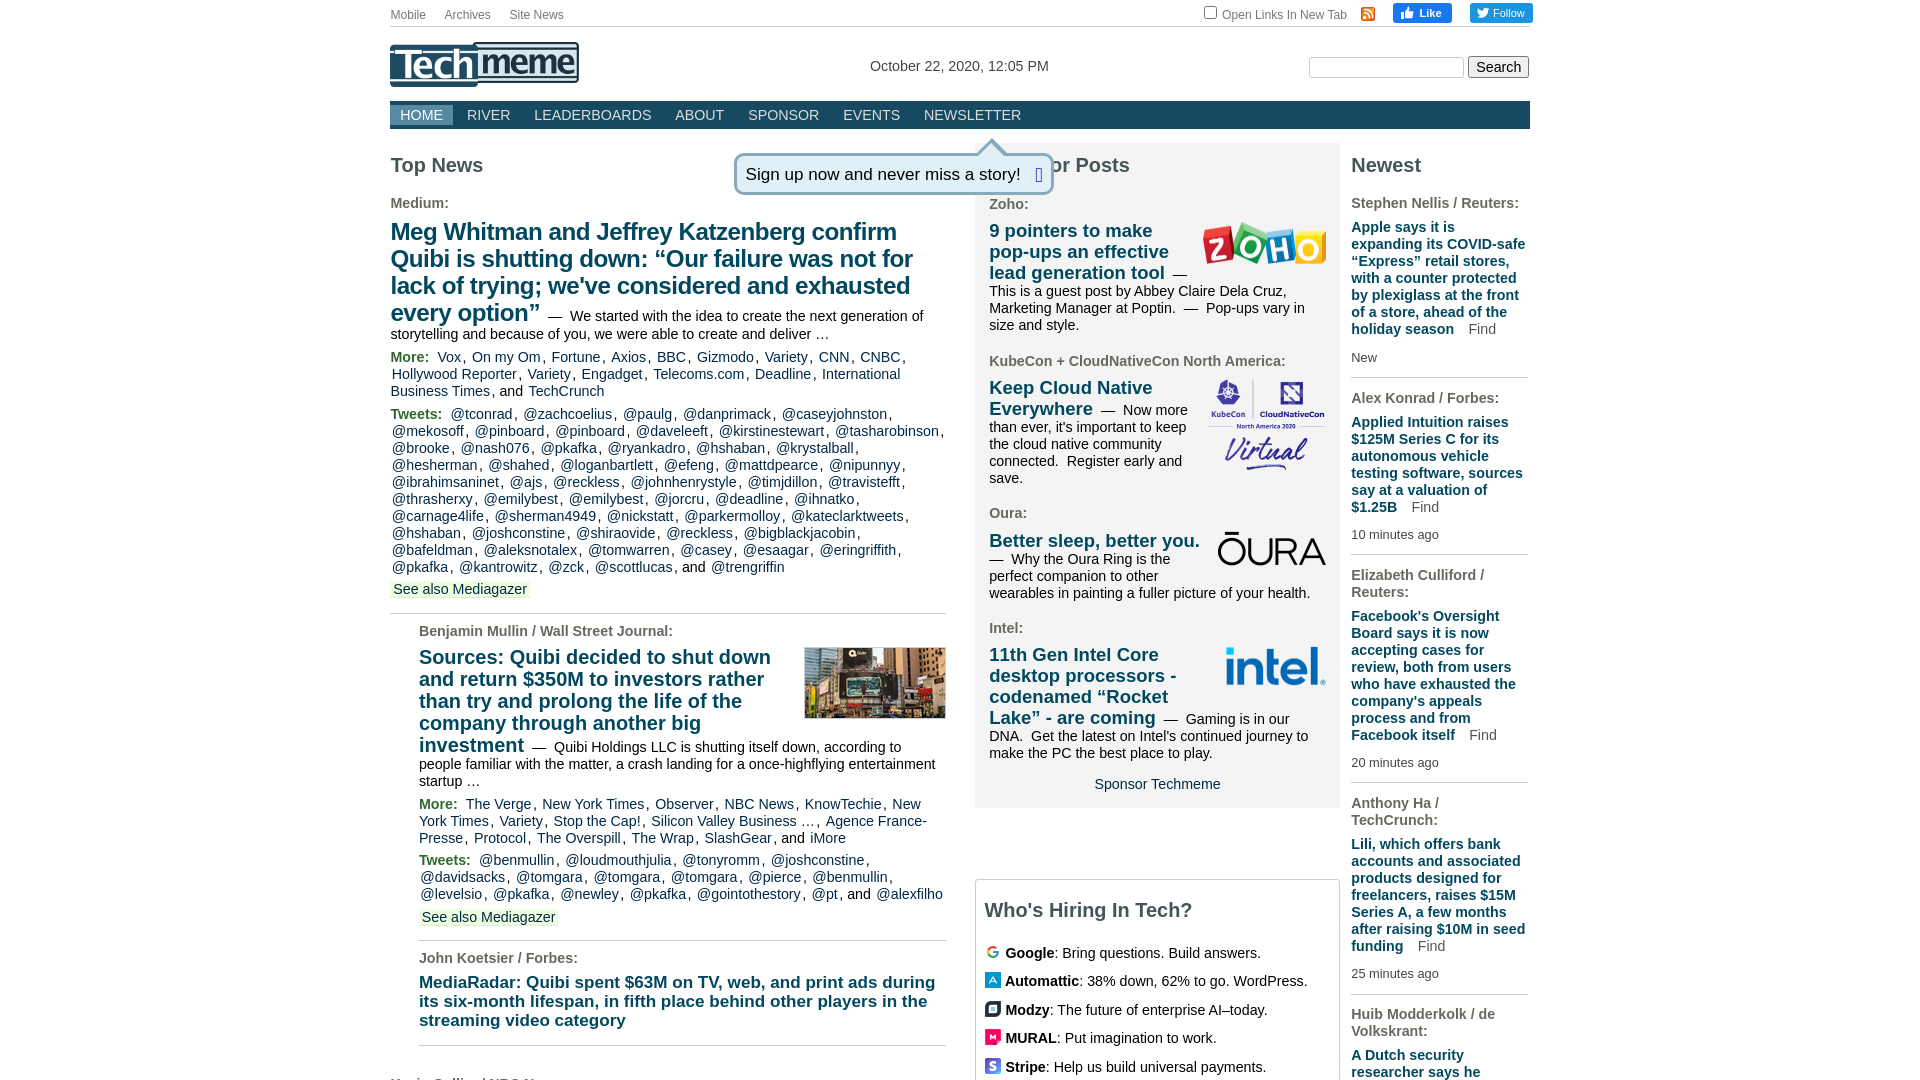 Mobile Archives Site News
Open Links In New Tab Like Follow
Techmeme
October 22, 2020, 12:05 PM
Search
HOME RIVER LEADERBOARDS ABOUT SPONSOR EVENTS NEWSLETTER
Sign up now and never miss a story!
Top News
Medium:
Meg Whitman and Jeffrey Katzenberg confirm
Quibi is shutting down: “Our failure was not for
lack of trying; we've considered and exhausted
every option” — We started with the idea to create the next generation of
storytelling and because of you, we were able to create and deliver …
More: Vox, On my Om, Fortune, Axios, BBC, Gizmodo, Variety, CNN, CNBC,
Hollywood Reporter, Variety, Engadget, Telecoms.com, Deadline, International
Business Times, and TechCrunch
Tweets: @tconrad, @zachcoelius, @paulg, @danprimack, @caseyjohnston,
@mekosoff, @pinboard, @pinboard, @daveleeft, @kirstinestewart, @tasharobinson,
@brooke, @nash076, @pkafka, @ryankadro, @hshaban, @krystalball,
@hesherman, @shahed, @loganbartlett, @efeng, @mattdpearce, @nipunnyy,
@ibrahimsaninet, @ajs, @reckless, @johnhenrystyle, @timjdillon, @travistefft,
@thrasherxy, @emilybest, @emilybest, @jorcru, @deadline, @ihnatko,
@carnage4life, @sherman4949, @nickstatt, @parkermolloy, @kateclarktweets,
@hshaban, @joshconstine, @shiraovide, @reckless, @bigblackjacobin,
@bafeldman, @aleksnotalex, @tomwarren, @casey, @esaagar, @eringriffith,
@pkafka, @kantrowitz, @zck, @scottlucas, and @trengriffin
See also Mediagazer
Benjamin Mullin / Wall Street Journal:
Sources: Quibi decided to shut down
and return $350M to investors rather
than try and prolong the life of the
company through another big
investment — Quibi Holdings LLC is shutting itself down, according to
people familiar with the matter, a crash landing for a once-highflying entertainment
startup …
More: The Verge, New York Times, Observer, NBC News, KnowTechie, New
York Times, Variety, Stop the Cap!, Silicon Valley Business …, Agence France-
Presse, Protocol, The Overspill, The Wrap, SlashGear, and iMore
Tweets: @benmullin, @loudmouthjulia, @tonyromm, @joshconstine,
@davidsacks, @tomgara, @tomgara, @tomgara, @pierce, @benmullin,
@levelsio, @pkafka, @newley, @pkafka, @gointothestory, @pt, and @alexfilho
See also Mediagazer
John Koetsier / Forbes:
MediaRadar: Quibi spent $63M on TV, web, and print ads during
its six-month lifespan, in fifth place behind other players in the
streaming video category
or Posts
Zoho:
9 pointers to make
pop-ups an effective
lead generation tool —
This is a guest post by Abbey Claire Dela Cruz,
Marketing Manager at Poptin. — Pop-ups vary in
size and style.
ZOHO
KubeCon + CloudNativeCon North America:
Keep Cloud Native
Everywhere — Now more
than ever, it's important to keep
the cloud native community
connected. Register early and
save.
KubeCon CloudNativeCon
North America 2020
Virtual
Oura:
Better sleep, better you.
— Why the Oura Ring is the
perfect companion to other
wearables in painting a fuller picture of your health.
ŌURA
Intel:
11th Gen Intel Core
desktop processors -
codenamed “Rocket
Lake” - are coming — Gaming is in our
DNA. Get the latest on Intel's continued journey to
make the PC the best place to play.
intel.
Sponsor Techmeme
Who's Hiring In Tech?
Google: Bring questions. Build answers.
Automattic: 38% down, 62% to go. WordPress.
Modzy: The future of enterprise AI–today.
MURAL: Put imagination to work.
Stripe: Help us build universal payments.
Newest
Stephen Nellis / Reuters:
Apple says it is
expanding its COVID-safe
“Express” retail stores,
with a counter protected
by plexiglass at the front
of a store, ahead of the
holiday season Find
New
Alex Konrad / Forbes:
Applied Intuition raises
$125M Series C for its
autonomous vehicle
testing software, sources
say at a valuation of
$1.25B Find
10 minutes ago
Elizabeth Culliford /
Reuters:
Facebook's Oversight
Board says it is now
accepting cases for
review, both from users
who have exhausted the
company's appeals
process and from
Facebook itself Find
20 minutes ago
Anthony Ha /
TechCrunch:
Lili, which offers bank
accounts and associated
products designed for
freelancers, raises $15M
Series A, a few months
after raising $10M in seed
funding Find
25 minutes ago
Huib Modderkolk / de
Volkskrant:
A Dutch security
researcher says he